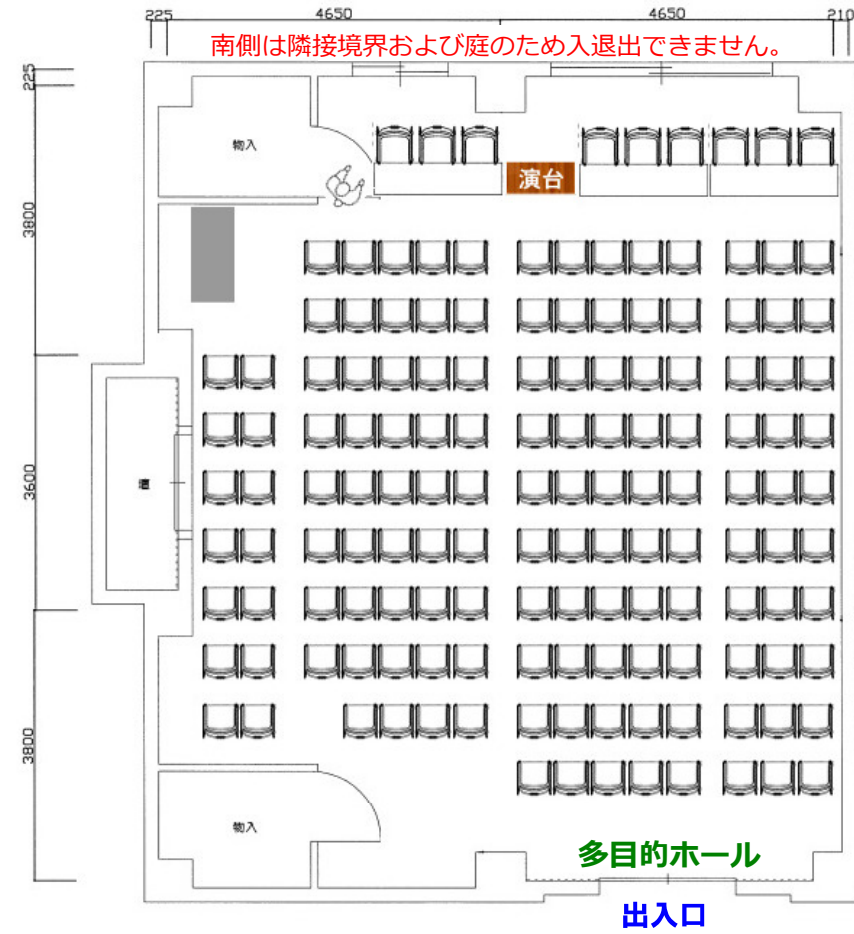 225 4650 4650 210
南側は隣接境界および庭のため入退出できません。
225
物入
演台
3800
3600
3800
物入
多目的ホール
出入口